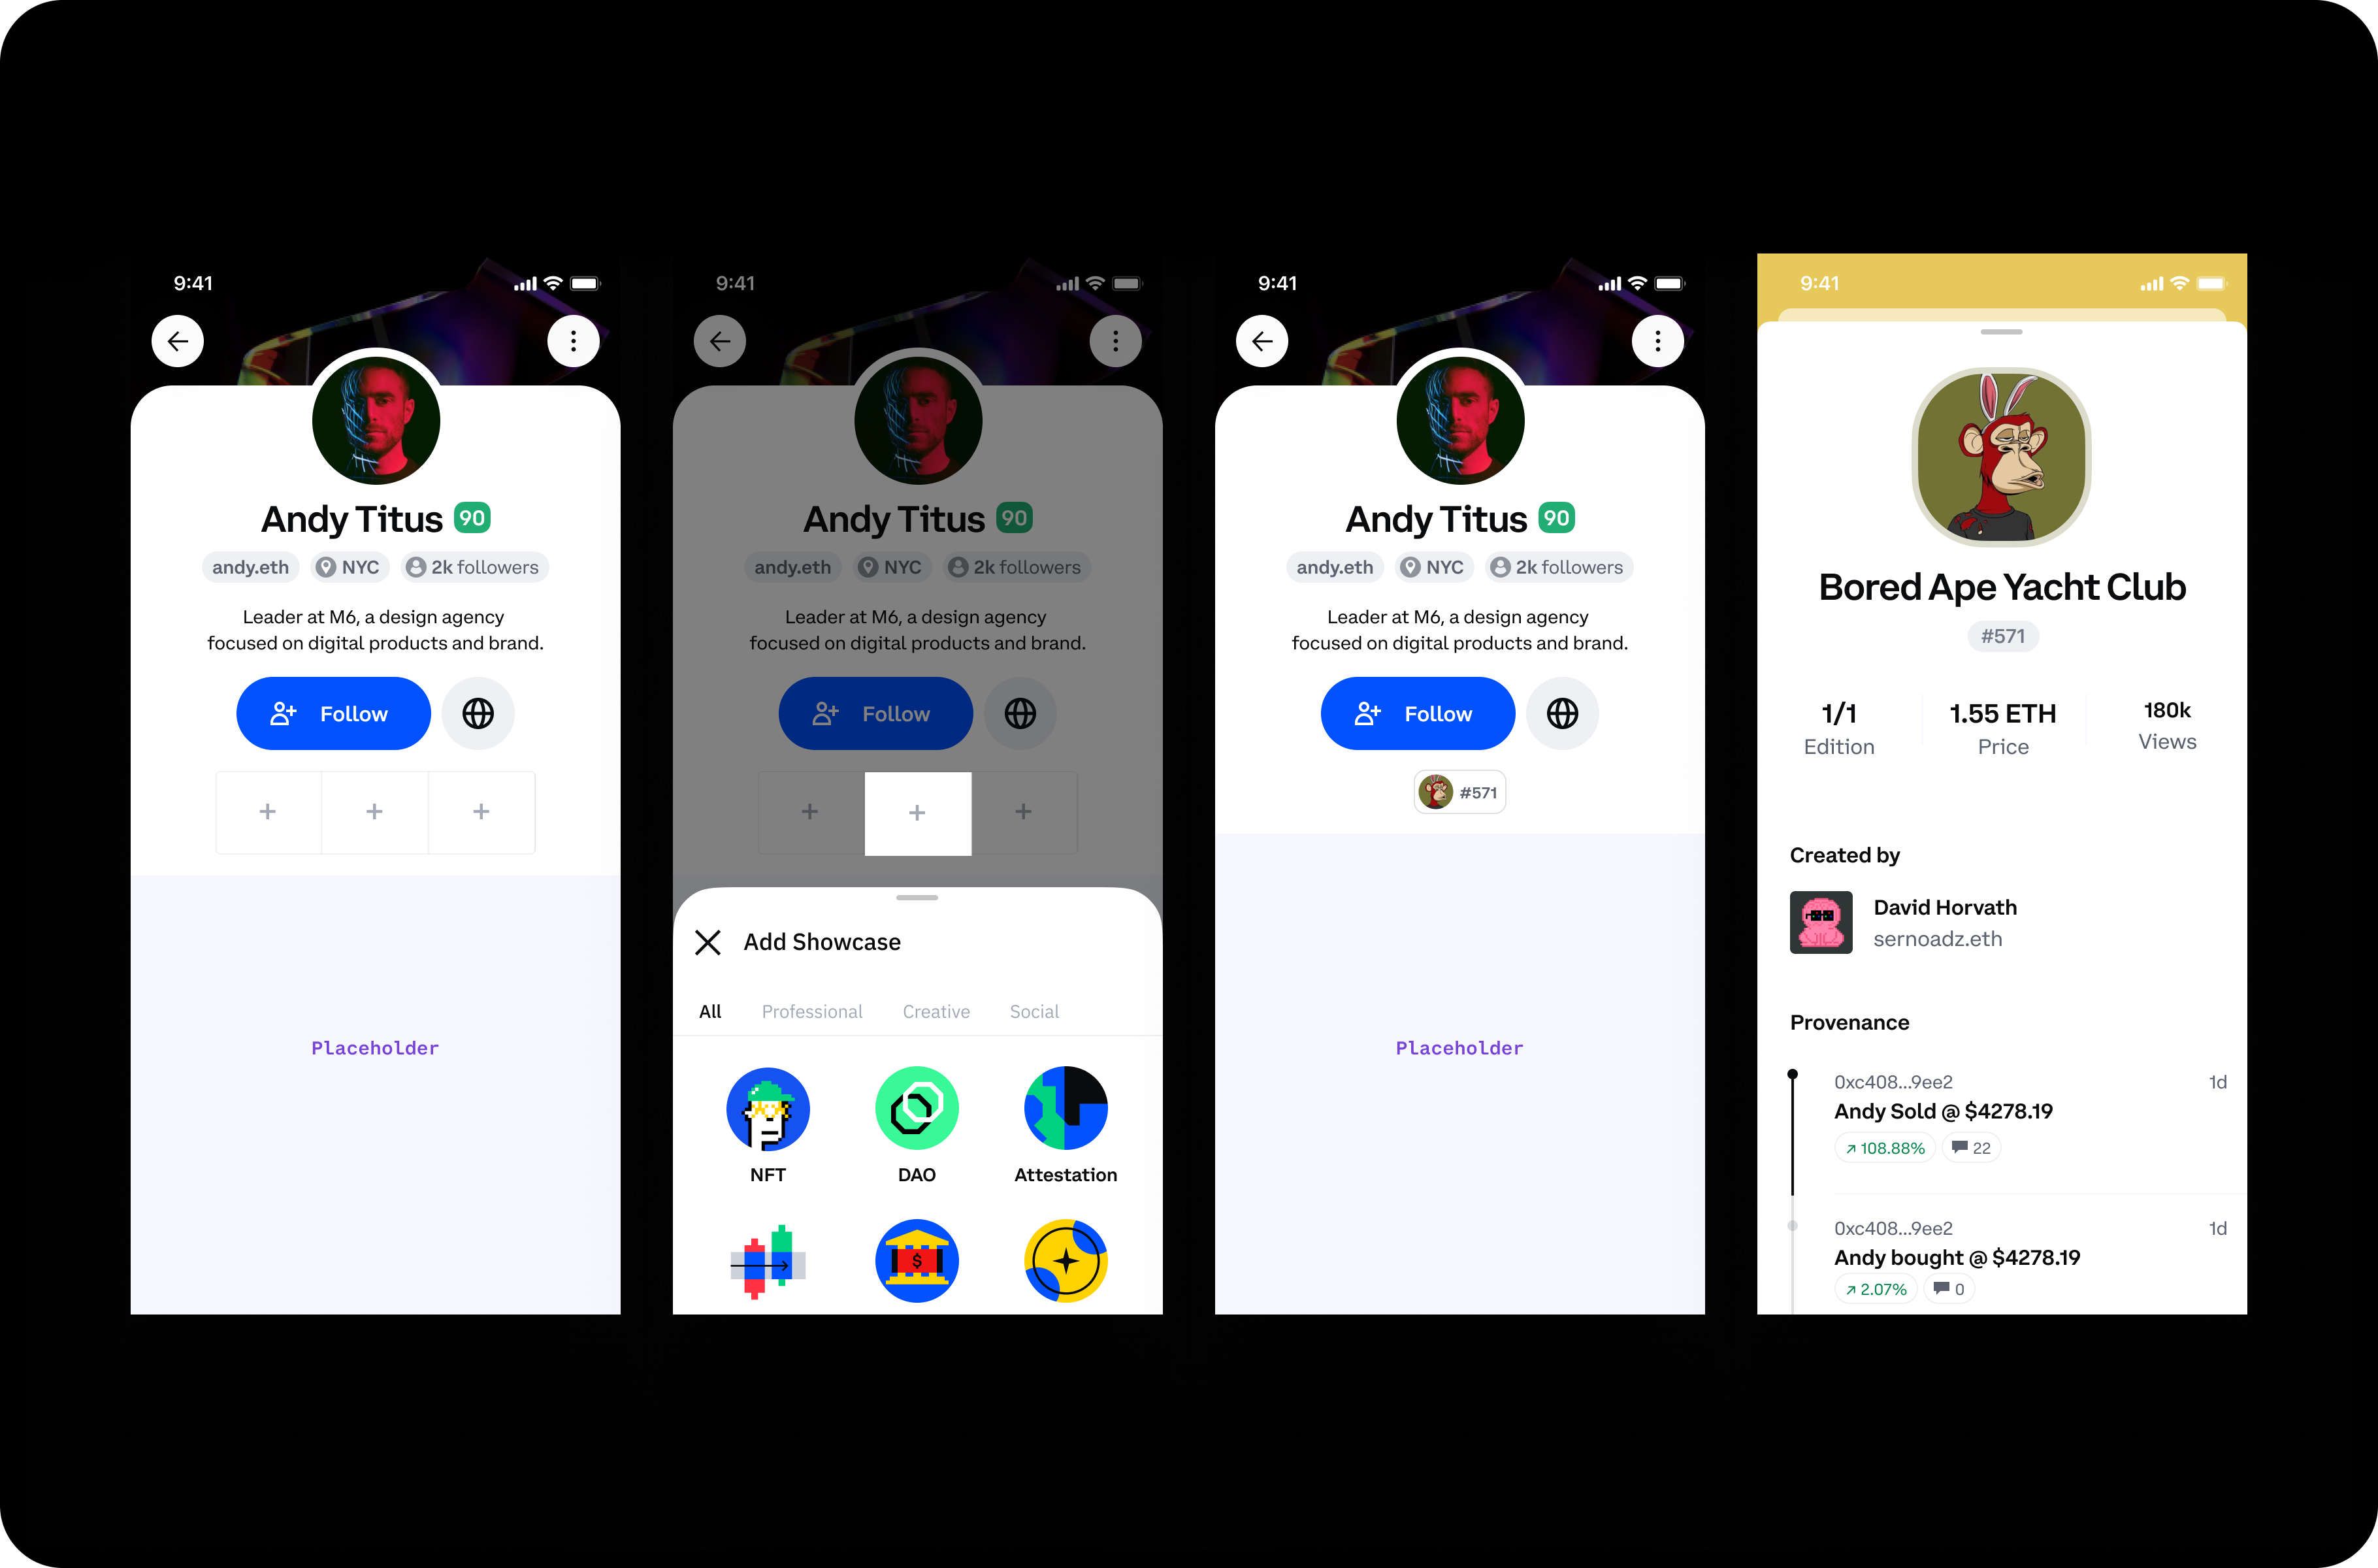 9:41
Andy Titus 90
andy.eth NYC 2k followers
Leader at M6, a design agency
focused on digital products and brand.
Follow
+ + +
Placeholder
9:41
Andy Titus 90
andy.eth NYC 2k followers
Leader at M6, a design agency
focused on digital products and brand.
Follow
+ + +
Add Showcase
All Professional Creative Social
NFT DAO Attestation
$
9:41
Andy Titus 90
andy.eth NYC 2k followers
Leader at M6, a design agency
focused on digital products and brand.
Follow
#571
Placeholder
9:41
Bored Ape Yacht Club
#571
1/1 1.55 ETH 180k
Edition Price Views
Created by
David Horvath
sernoadz.eth
Provenance
0xc408...9ee2 1d
Andy Sold @ $4278.19
↗ 108.88% 22
0xc408...9ee2 1d
Andy bought @ $4278.19
↗ 2.07% 0